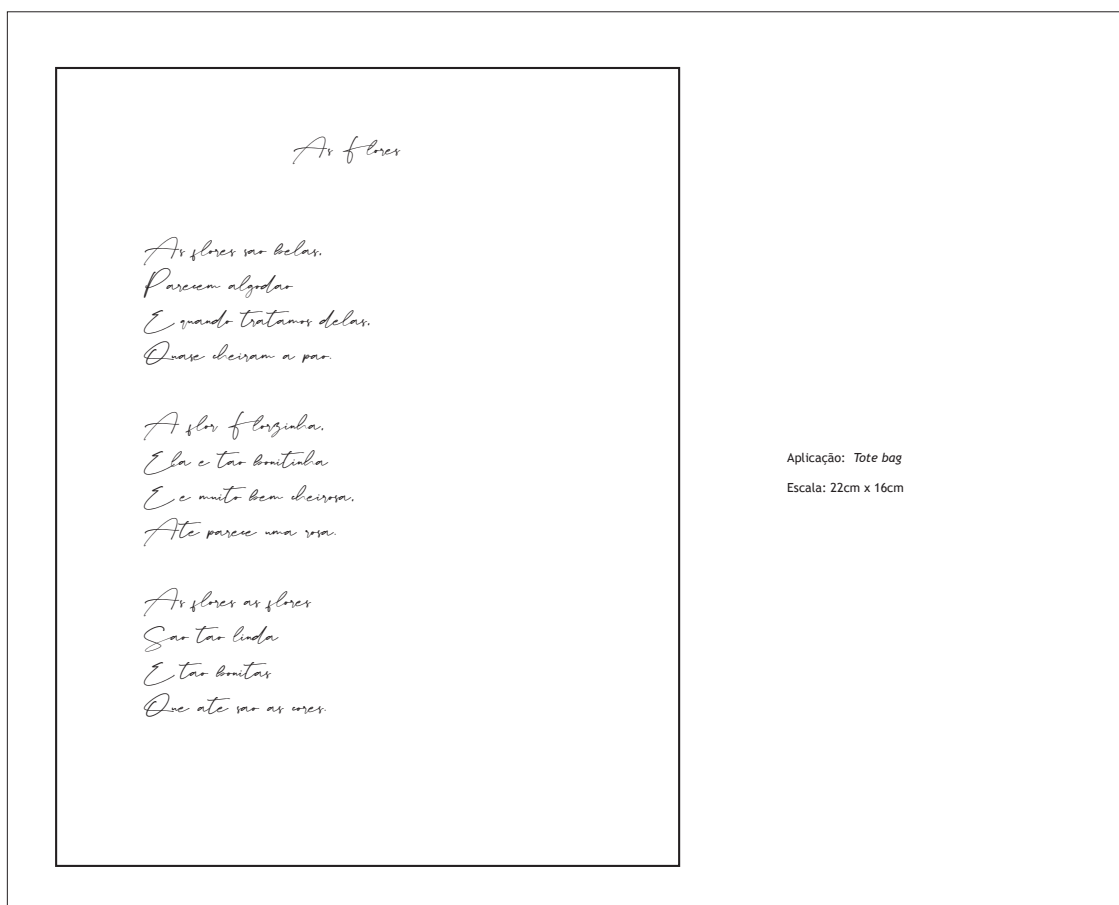 As flores
As flores sao belas.
Parecem algodao
E quando tratamos delas.
Quase cheiram a pao.
A flor florzinha.
Ela e tao bonitinha
E e muito bem cheirosa.
Ate parece uma rosa.
As flores as flores
Sao tao linda
E tao bonitas
Que ate sao as cores.
Aplicação: Tote bag
Escala: 22cm x 16cm